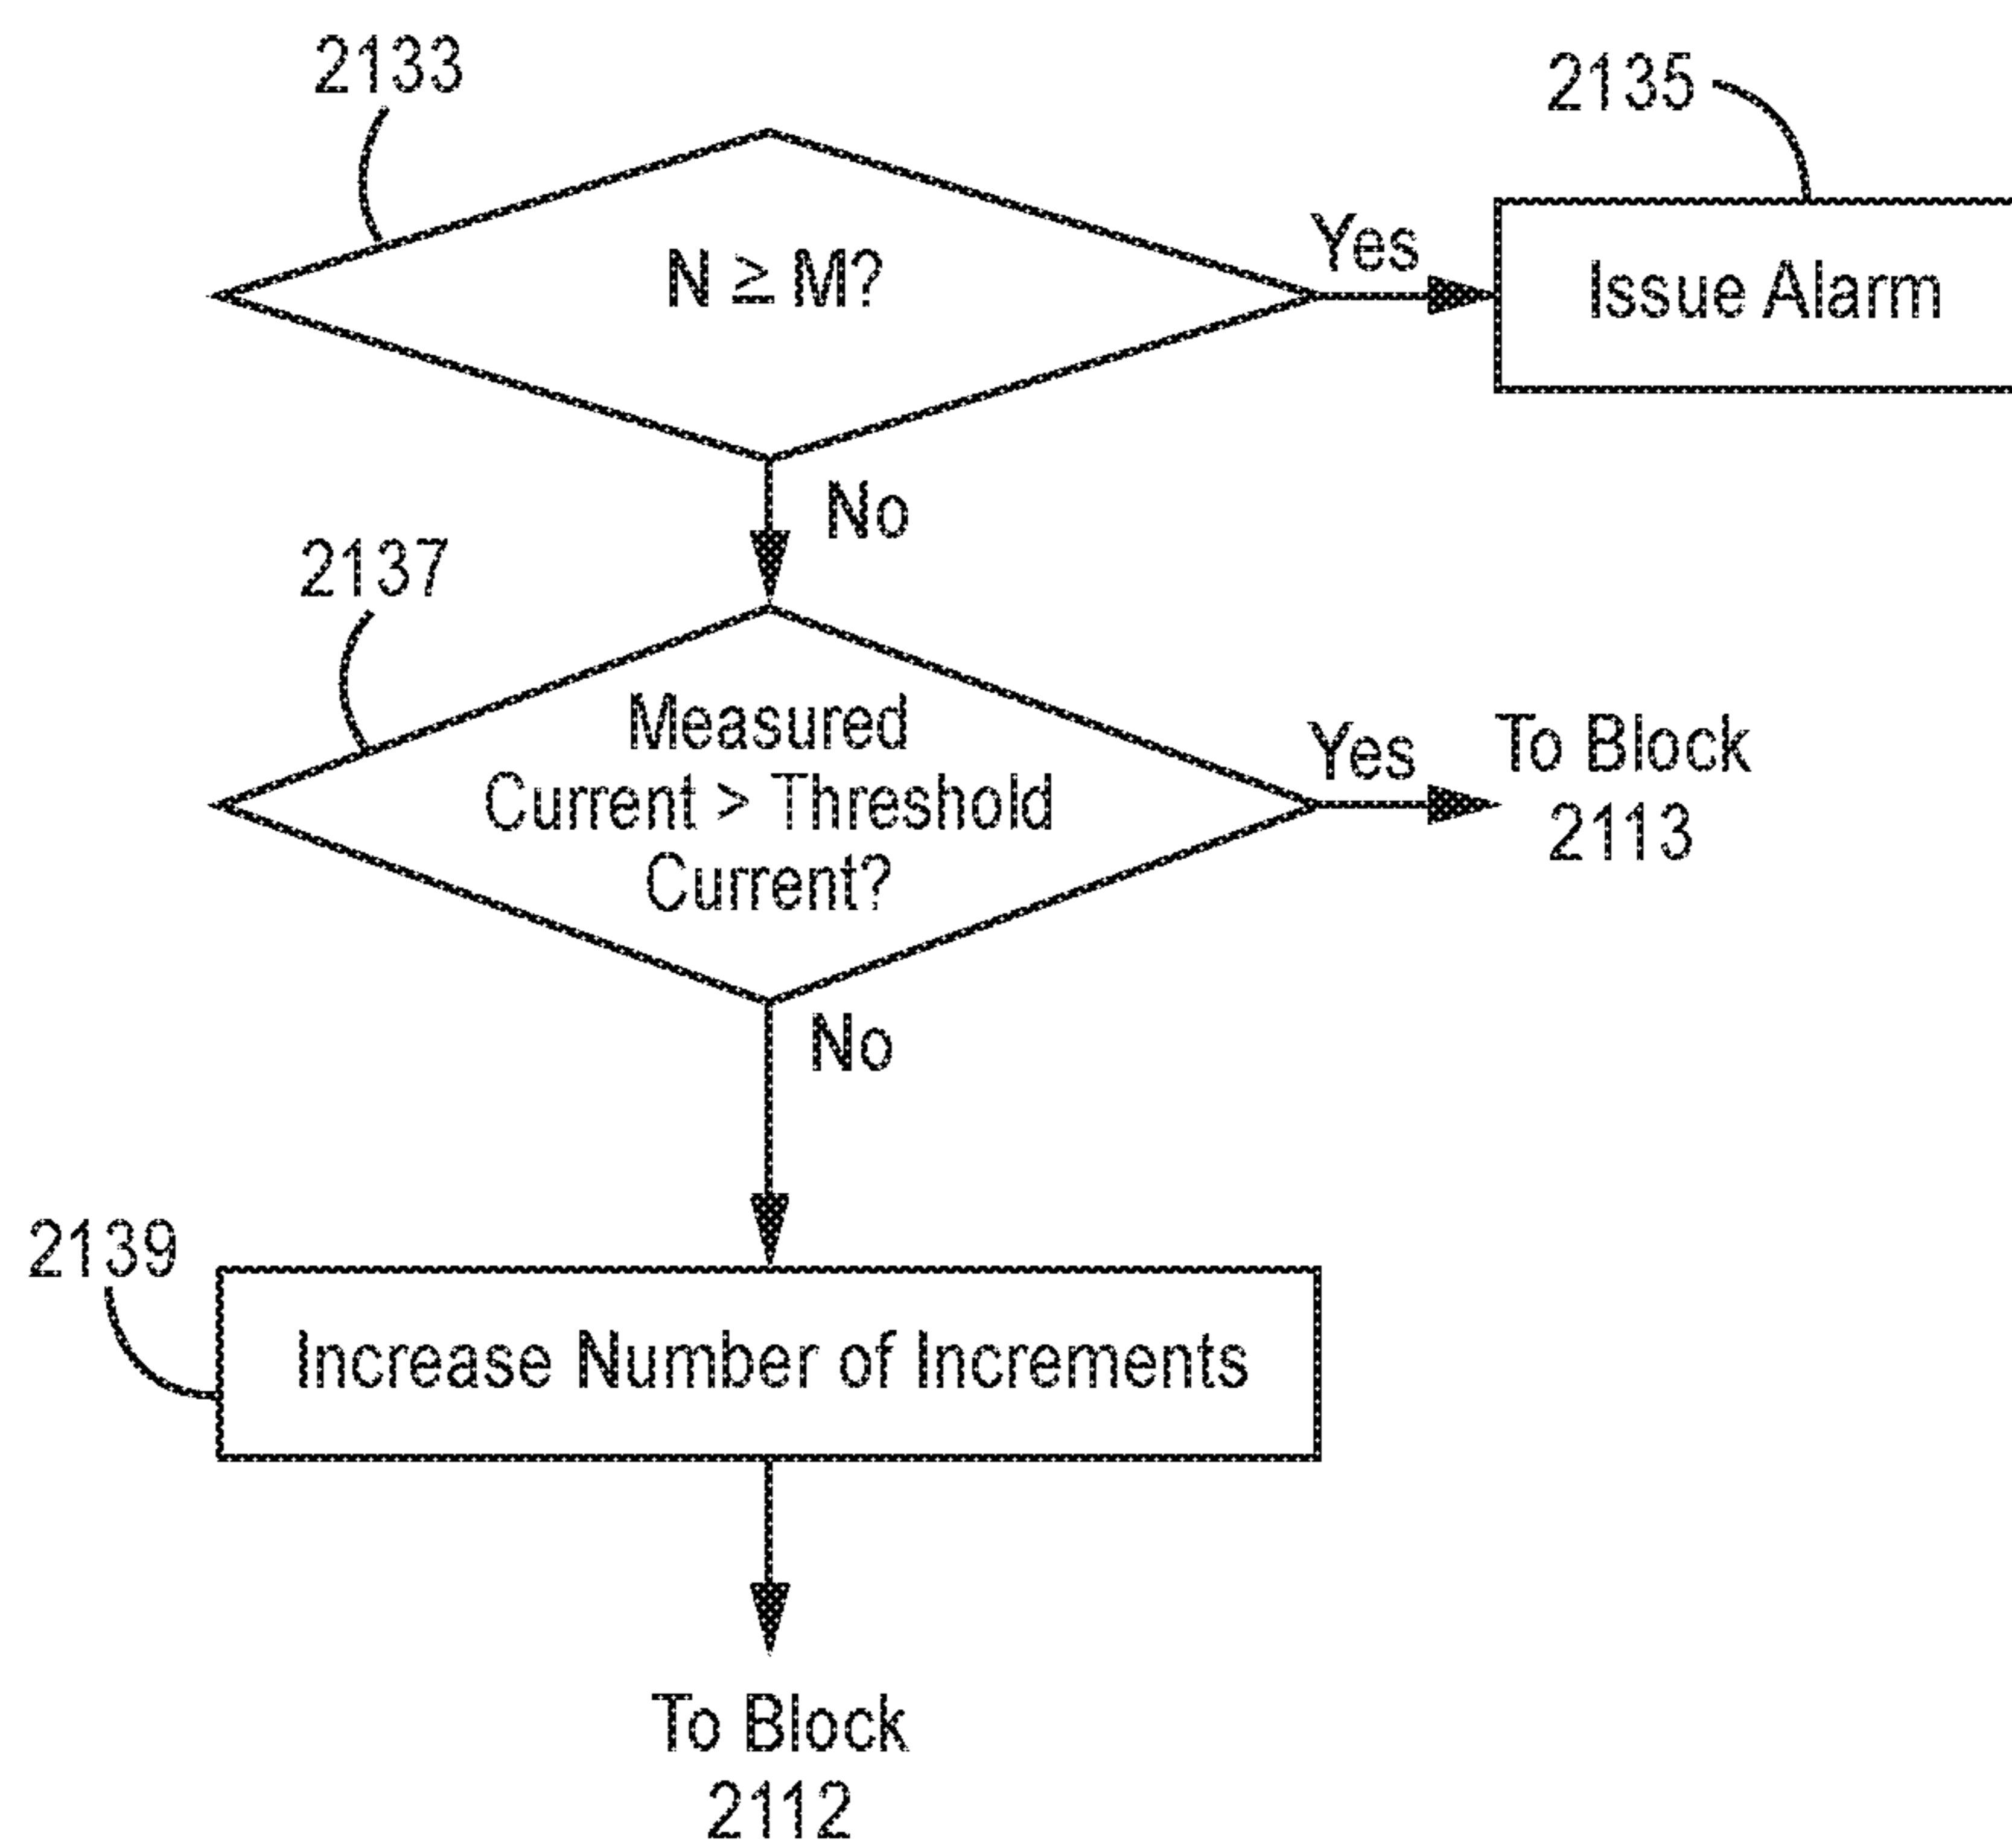 2133
2135
N ≥ M?
Yes
Issue Alarm
No
2137
Measured
Current > Threshold
Current?
Yes
To Block
2113
No
2139
Increase Number of Increments
To Block
2112